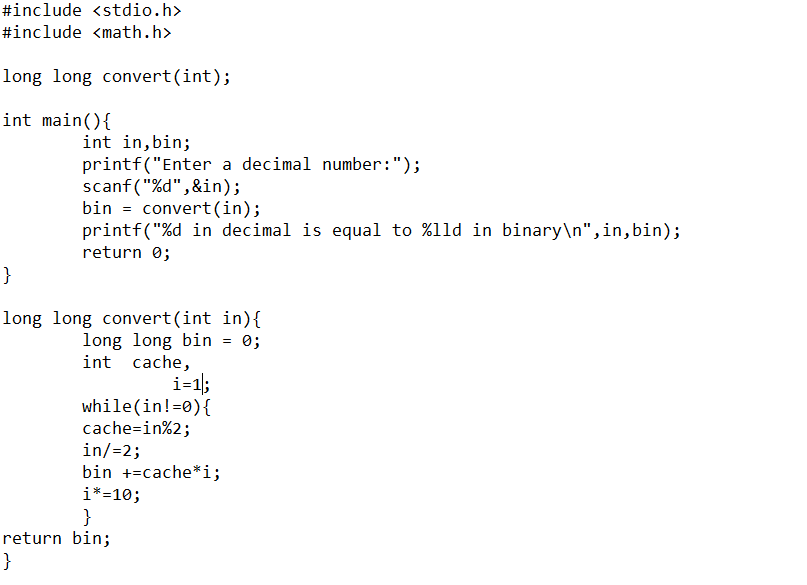 #include <stdio.h>
#include <math.h>
long long convert(int);
int main(){
int in,bin;
printf("Enter a decimal number:");
scanf("%d",&in);
bin = convert(in);
printf("%d in decimal is equal to %lld in binary\n",in,bin);
return 0;
}
long long convert(int in){
long long bin = 0;
int  cache,
i=1;
while(in!=0){
cache=in%2;
in/=2;
bin +=cache*i;
i*=10;
}
return bin;
}